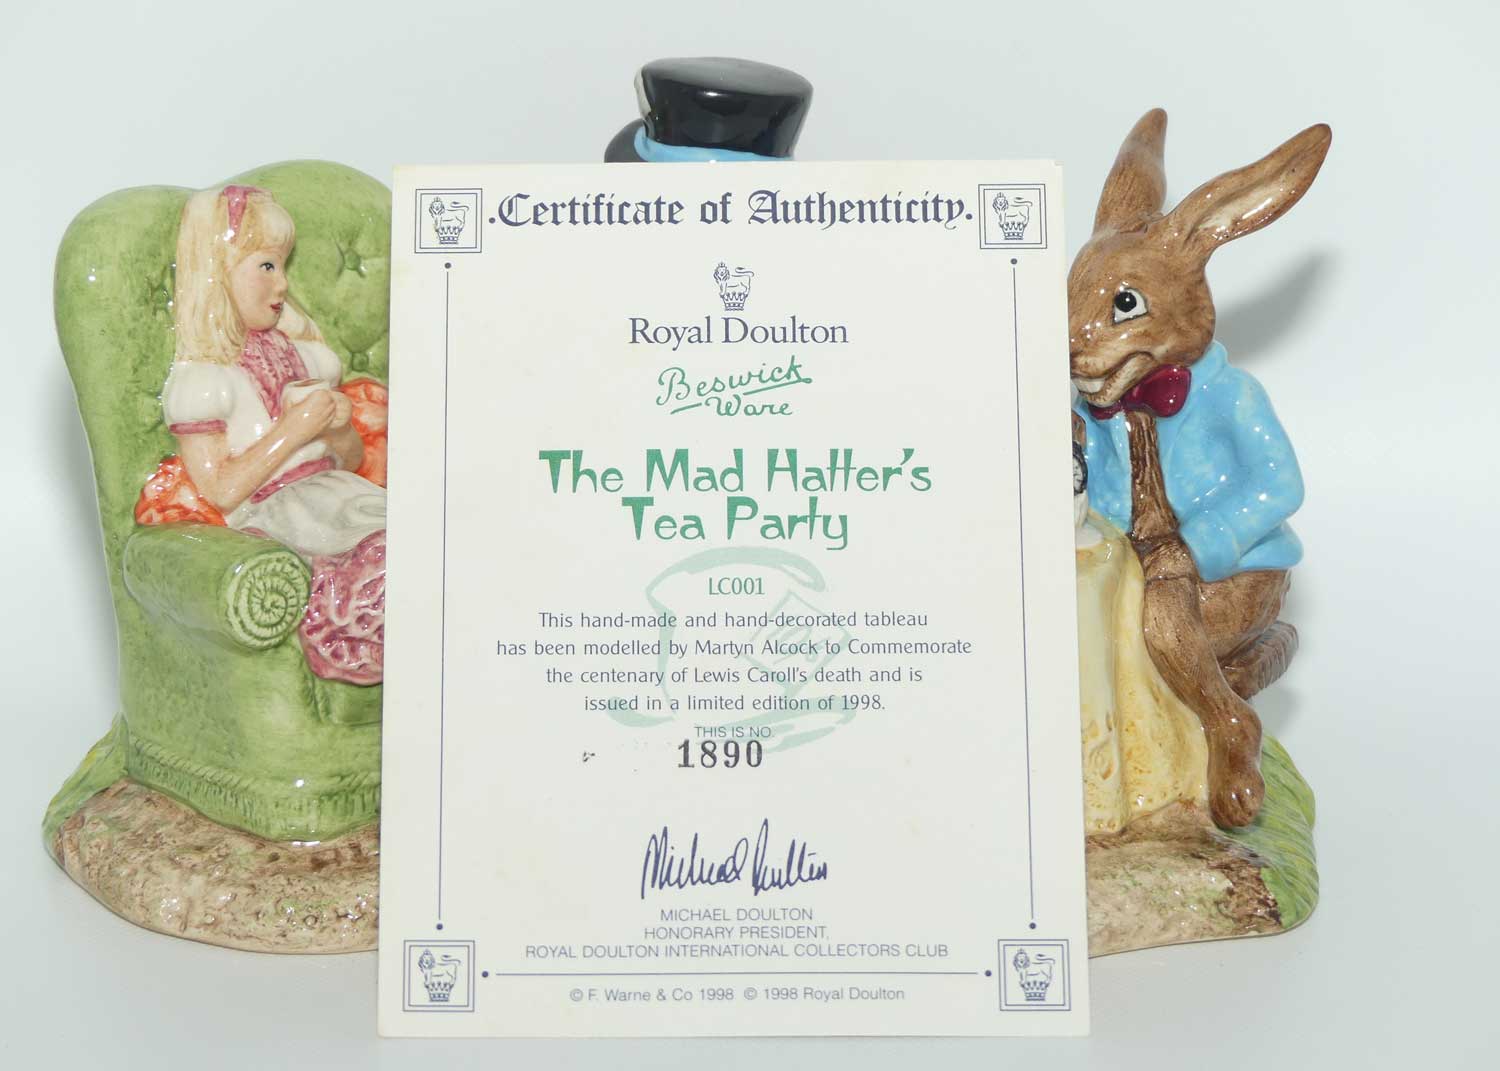 .Certificate of Authenticity.
Royal Doulton
Beswick
Ware
The Mad Hatter's
Tea Party
LC001
This hand-made and hand-decorated tableau
has been modelled by Martyn Alcock to Commemorate
the centenary of Lewis Caroll's death and is
issued in a limited edition of 1998.
THIS IS NO.
1890
Michael Doulton
MICHAEL DOULTON
HONORARY PRESIDENT,
ROYAL DOULTON INTERNATIONAL COLLECTORS CLUB
© F. Warne & Co 1998 © 1998 Royal Doulton